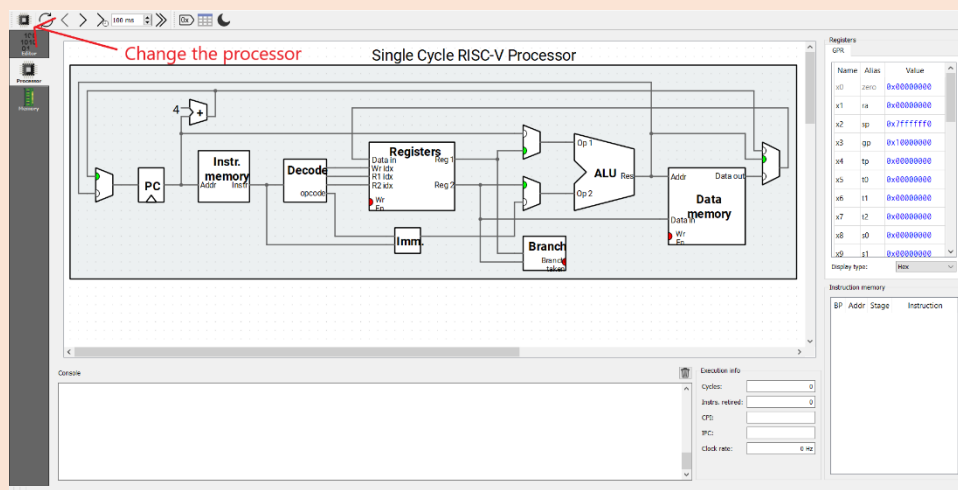 100 ms
0x
101
1010
01
Editor
Processor
Memory
Change the processor
Single Cycle RISC-V Processor
4
+
PC
Instr.
memory
Addr Instr
Decode
opcode
Registers
Data in
Reg 1
Wr idx
R1 idx
R2 idx
Reg 2
Wr
En
Imm.
Op 1
ALU
Res
Op 2
Branch
Branch
taken
Addr
Data out
Data
memory
Data in
Wr
En
Registers
GPR
Name Alias Value
x0 zero 0x00000000
x1 ra 0x00000000
x2 sp 0x7ffffff0
x3 gp 0x10000000
x4 tp 0x00000000
x5 t0 0x00000000
x6 t1 0x00000000
x7 t2 0x00000000
x8 s0 0x00000000
x9 s1 0x00000000
Display type: Hex
Instruction memory
BP Addr Stage Instruction
Console
Execution info
Cycles: 0
Instrs. retired: 0
CPI:
IPC:
Clock rate: 0 Hz